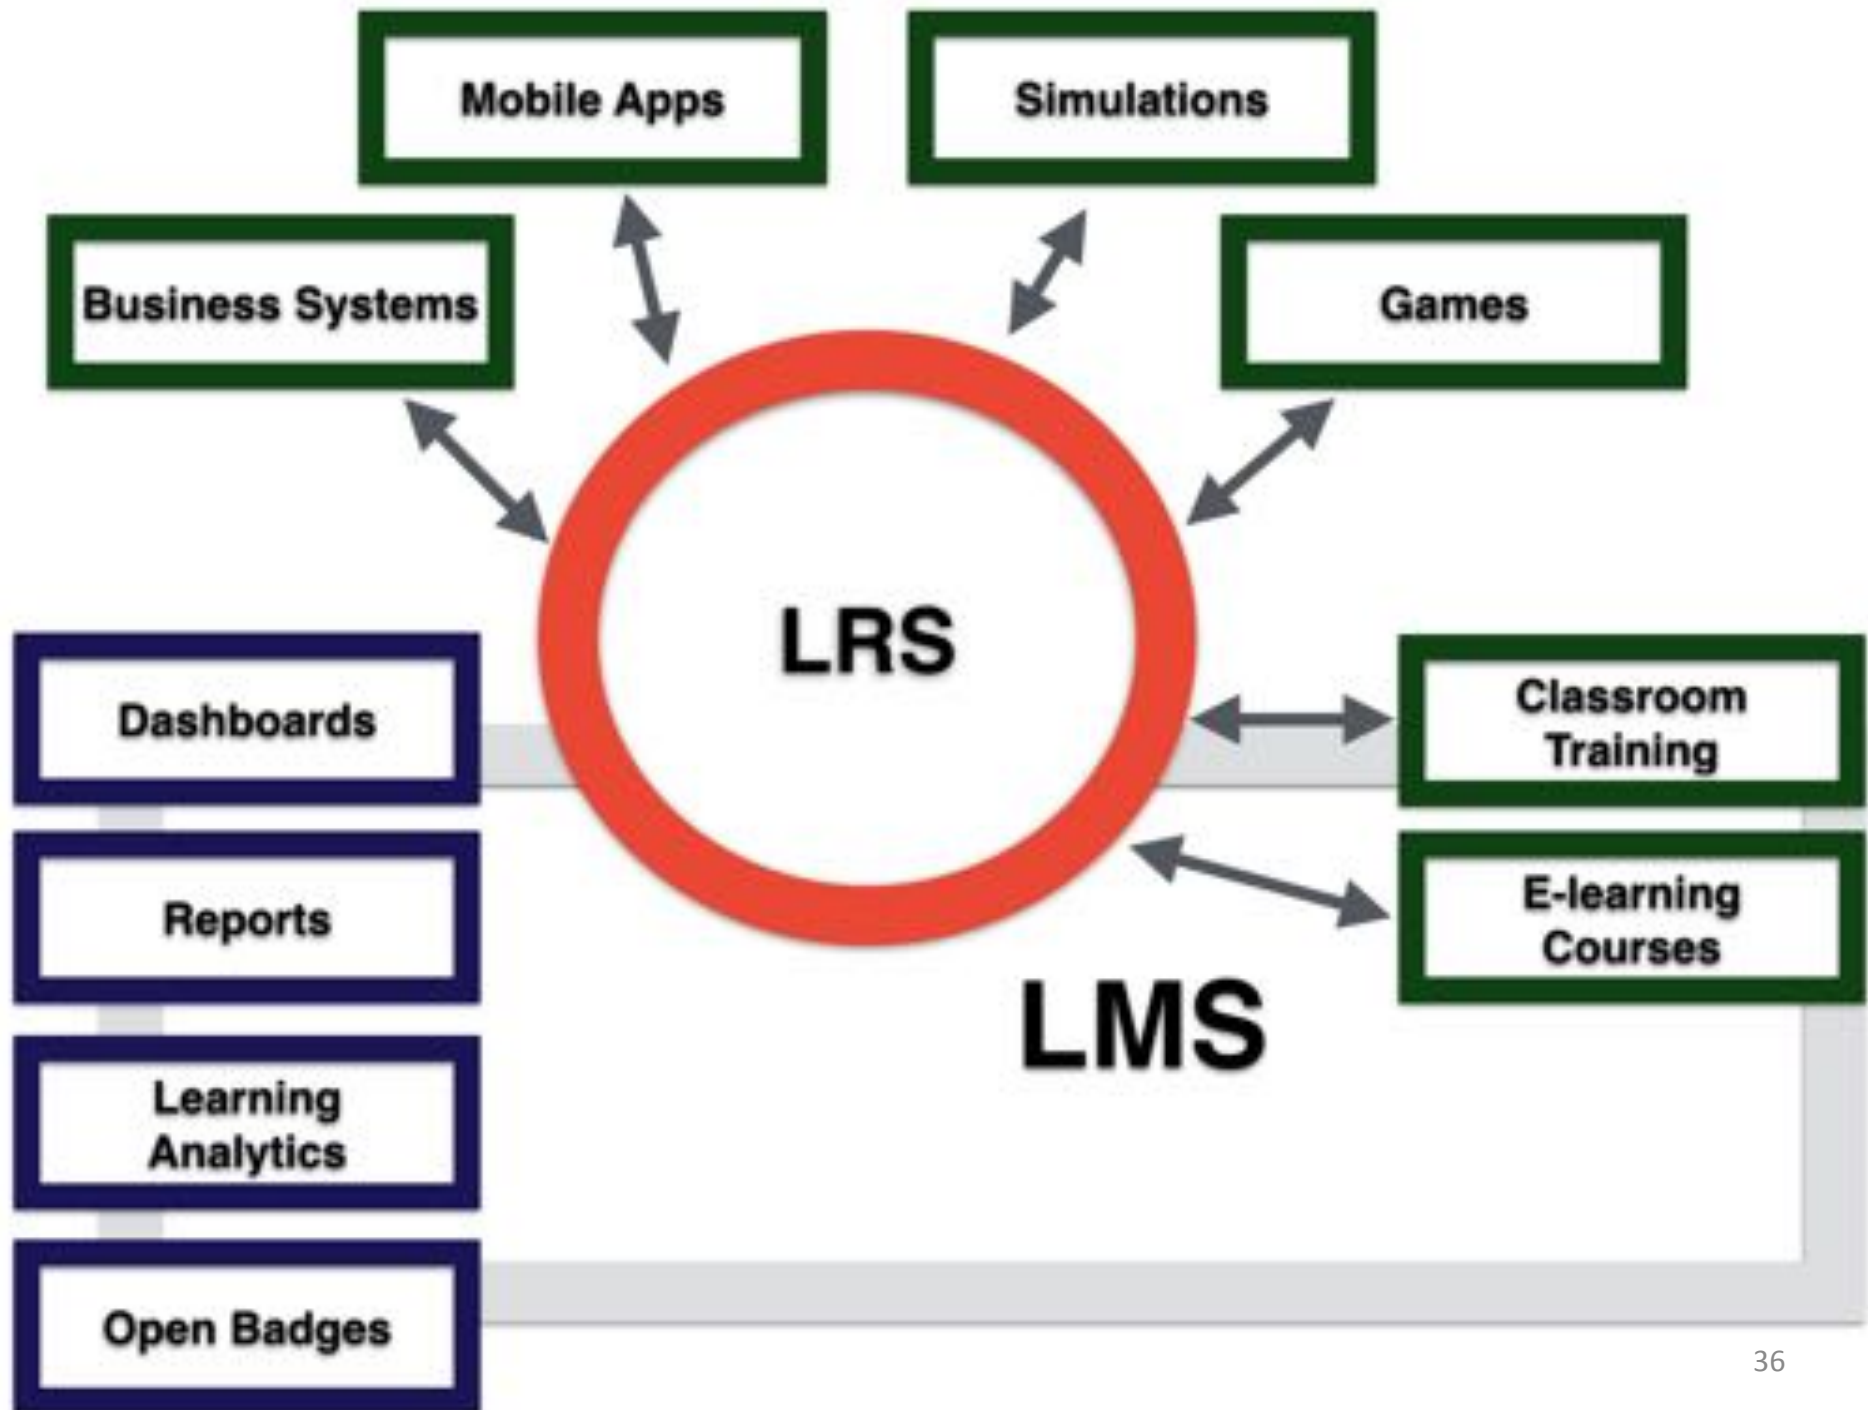 Mobile Apps
Simulations
Business Systems
Games
LRS
Dashboards
Classroom
Training
Reports
E-learning
Courses
LMS
Learning
Analytics
Open Badges
36